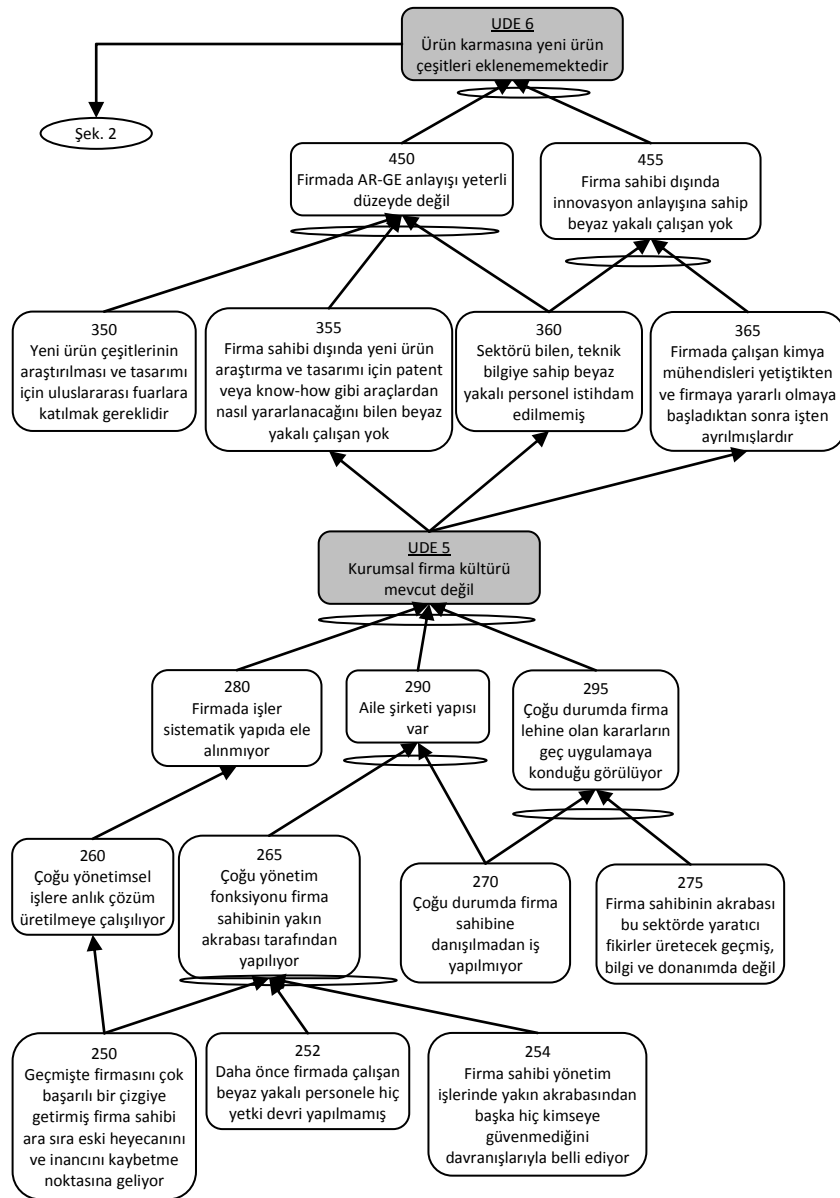 UDE 6
Ürün karmasına yeni ürün
çeşitleri eklenememektedir
Şek. 2
450
Firmada AR-GE anlayışı yeterli
düzeyde değil
455
Firma sahibi dışında
innovasyon anlayışına sahip
beyaz yakalı çalışan yok
350
Yeni ürün çeşitlerinin
araştırılması ve tasarımı
için uluslararası fuarlara
katılmak gereklidir
355
Firma sahibi dışında yeni ürün
araştırma ve tasarımı için patent
veya know-how gibi araçlardan
nasıl yararlanacağını bilen beyaz
yakalı çalışan yok
360
Sektörü bilen, teknik
bilgiye sahip beyaz
yakalı personel istihdam
edilmemiş
365
Firmada çalışan kimya
mühendisleri yetiştikten
ve firmaya yararlı olmaya
başladıktan sonra işten
ayrılmışlardır
UDE 5
Kurumsal firma kültürü
mevcut değil
280
Firmada işler
sistematik yapıda ele
alınmıyor
290
Aile şirketi yapısı
var
295
Çoğu durumda firma
lehine olan kararların
geç uygulamaya
konduğu görülüyor
260
Çoğu yönetimsel
işlere anlık çözüm
üretilmeye çalışılıyor
265
Çoğu yönetim
fonksiyonu firma
sahibinin yakın
akrabası tarafından
yapılıyor
270
Çoğu durumda firma
sahibine
danışılmadan iş
yapılmıyor
275
Firma sahibinin akrabası
bu sektörde yaratıcı
fikirler üretecek geçmiş,
bilgi ve donanımda değil
250
Geçmişte firmasını çok
başarılı bir çizgiye
getirmiş firma sahibi
ara sıra eski heyecanını
ve inancını kaybetme
noktasına geliyor
252
Daha önce firmada çalışan
beyaz yakalı personele hiç
yetki devri yapılmamış
254
Firma sahibi yönetim
işlerinde yakın akrabasından
başka hiç kimseye
güvenmediğini
davranışlarıyla belli ediyor